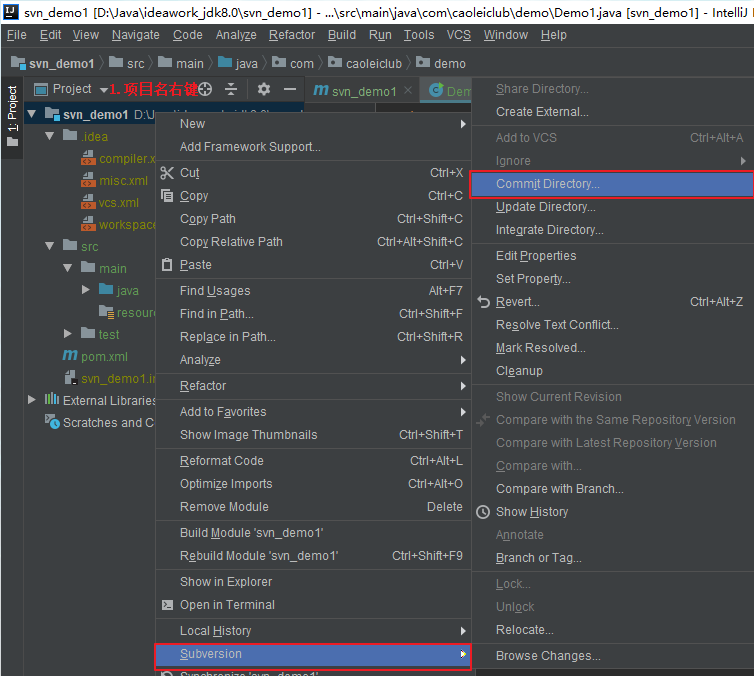 svn_demo1 [D:\Java\ideawork_jdk8.0\svn_demo1] - ...\src\main\java\com\caoleiclub\demo\Demo1.java [svn_demo1] - IntelliJ
File Edit View Navigate Code Analyze Refactor Build Run Tools VCS Window Help
svn_demo1 src main java com caoleiclub demo
1: Project
Project 1.项目名右键 svn_demo1
svn_demo1
.idea
misc.xml
vcs.xml
src
main
java
test
pom.xml
External Libraries
New
Add Framework Support...
Cut Ctrl+X
Copy Ctrl+C
Copy Path Ctrl+Shift+C
Copy Relative Path Ctrl+Alt+Shift+C
Paste Ctrl+V
Find Usages Alt+F7
Find in Path... Ctrl+Shift+F
Replace in Path... Ctrl+Shift+R
Analyze
Refactor
Add to Favorites
Show Image Thumbnails Ctrl+Shift+T
Reformat Code Ctrl+Alt+L
Optimize Imports Ctrl+Alt+O
Remove Module Delete
Build Module 'svn_demo1'
Rebuild Module 'svn_demo1' Ctrl+Shift+F9
Show in Explorer
Open in Terminal
Local History
Subversion
Synchronize 'svn_demo1'
Share Directory...
Create External...
Add to VCS Ctrl+Alt+A
Ignore
Commit Directory...
Update Directory...
Integrate Directory...
Edit Properties
Set Property...
Revert... Ctrl+Alt+Z
Resolve Text Conflict...
Mark Resolved...
Cleanup
Show Current Revision
Compare with the Same Repository Version
Compare with Latest Repository Version
Compare with...
Compare with Branch...
Show History
Annotate
Branch or Tag...
Lock...
Unlock
Relocate...
Browse Changes...